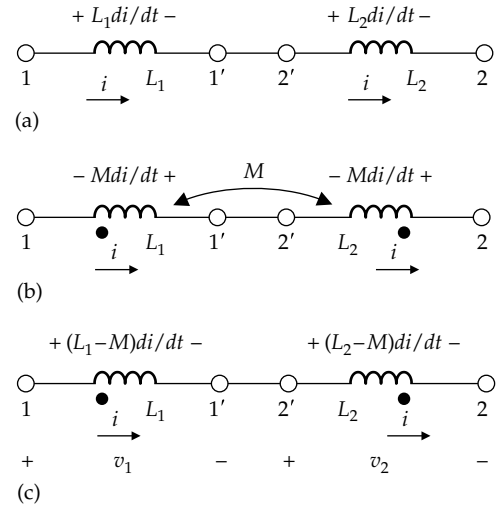 + L₁di/dt – + L₂di/dt –
1 i L₁ 1′ 2′ i L₂ 2
(a)
– Mdi/dt + M – Mdi/dt +
1 i L₁ 1′ 2′ L₂ i 2
(b)
+ (L₁–M)di/dt – + (L₂–M)di/dt –
1 i L₁ 1′ 2′ L₂ i 2
+ v₁ – + v₂ –
(c)